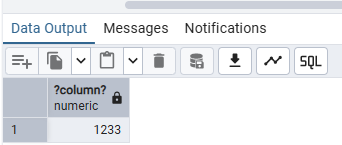 Data Output Messages Notifications
SQL
?column?
numeric
1 1233